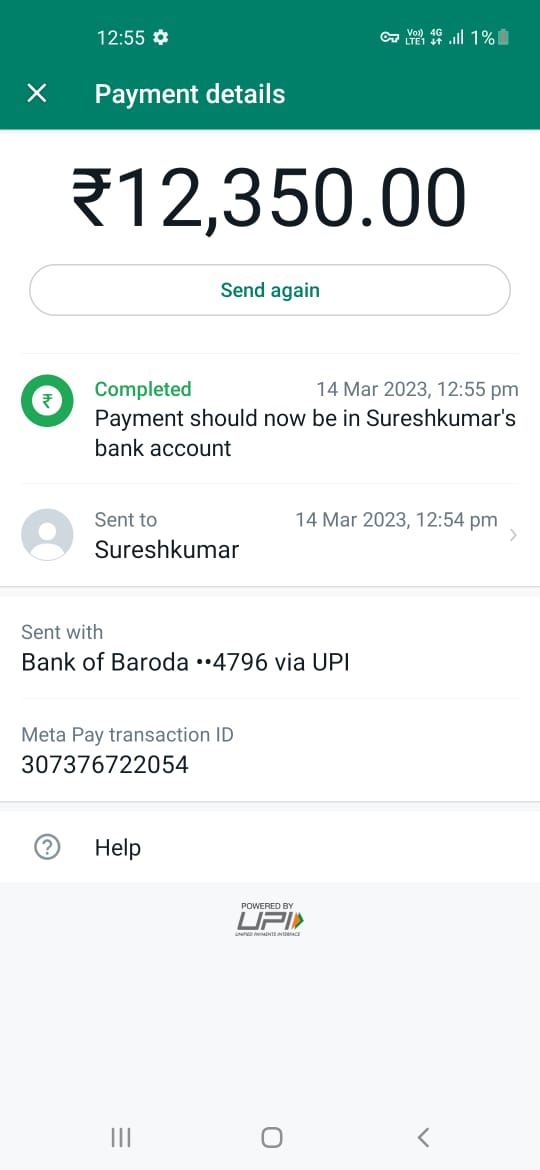 12:55
Vo)) 4G
LTE1 1%
Payment details
₹12,350.00
Send again
Completed 14 Mar 2023, 12:55 pm
Payment should now be in Sureshkumar's
bank account
Sent to 14 Mar 2023, 12:54 pm
Sureshkumar
Sent with
Bank of Baroda ••4796 via UPI
Meta Pay transaction ID
307376722054
Help
POWERED BY
UPI
UNIFIED PAYMENTS INTERFACE